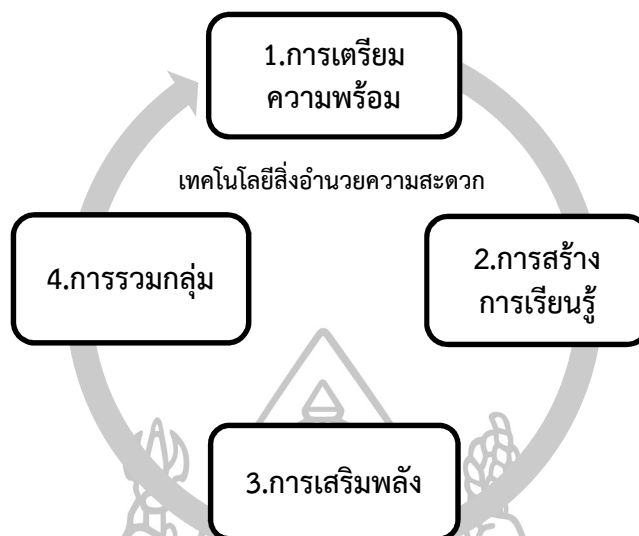 1.การเตรียม
ความพร้อม
เทคโนโลยีสิ่งอำนวยความสะดวก
2.การสร้าง
การเรียนรู้
4.การรวมกลุ่ม
3.การเสริมพลัง